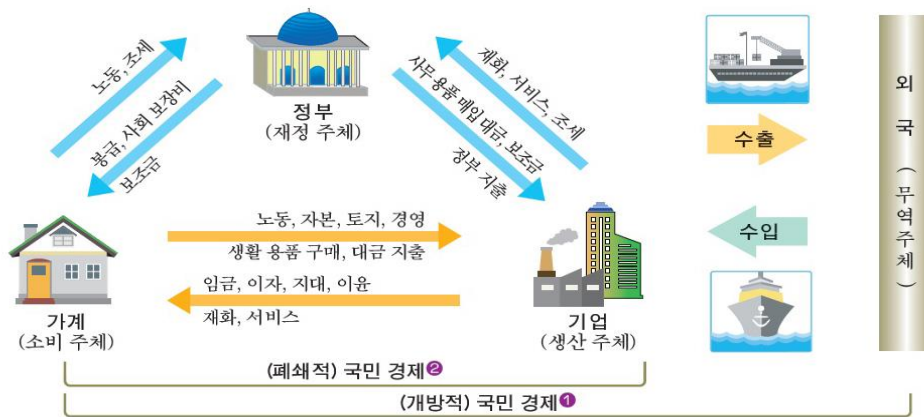 노동, 조세
봉급, 사회 보장비
보조금
정부
(재정 주체)
재화, 서비스, 조세
사무용품 매입 대금, 보조금
정부 지출
수출
수입
외국 (무역주체)
노동, 자본, 토지, 경영
생활 용품 구매, 대금 지출
임금, 이자, 지대, 이윤
재화, 서비스
가계
(소비 주체)
기업
(생산 주체)
(폐쇄적) 국민 경제❷
(개방적) 국민 경제❶